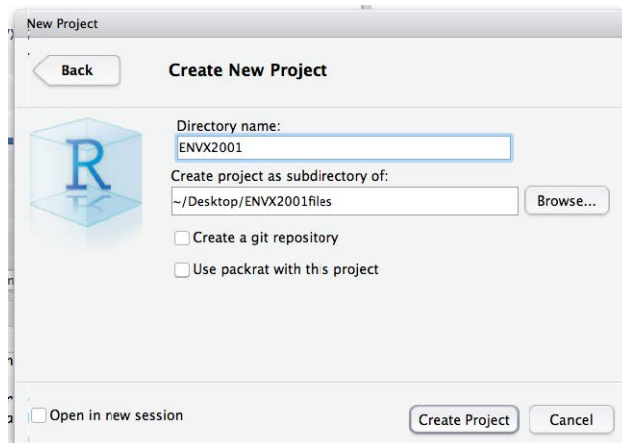 New Project
Back
Create New Project
R
Directory name:
ENVX2001
Create project as subdirectory of:
~/Desktop/ENVX2001files
Browse...
Create a git repository
Use packrat with this project
Open in new session
Create Project
Cancel